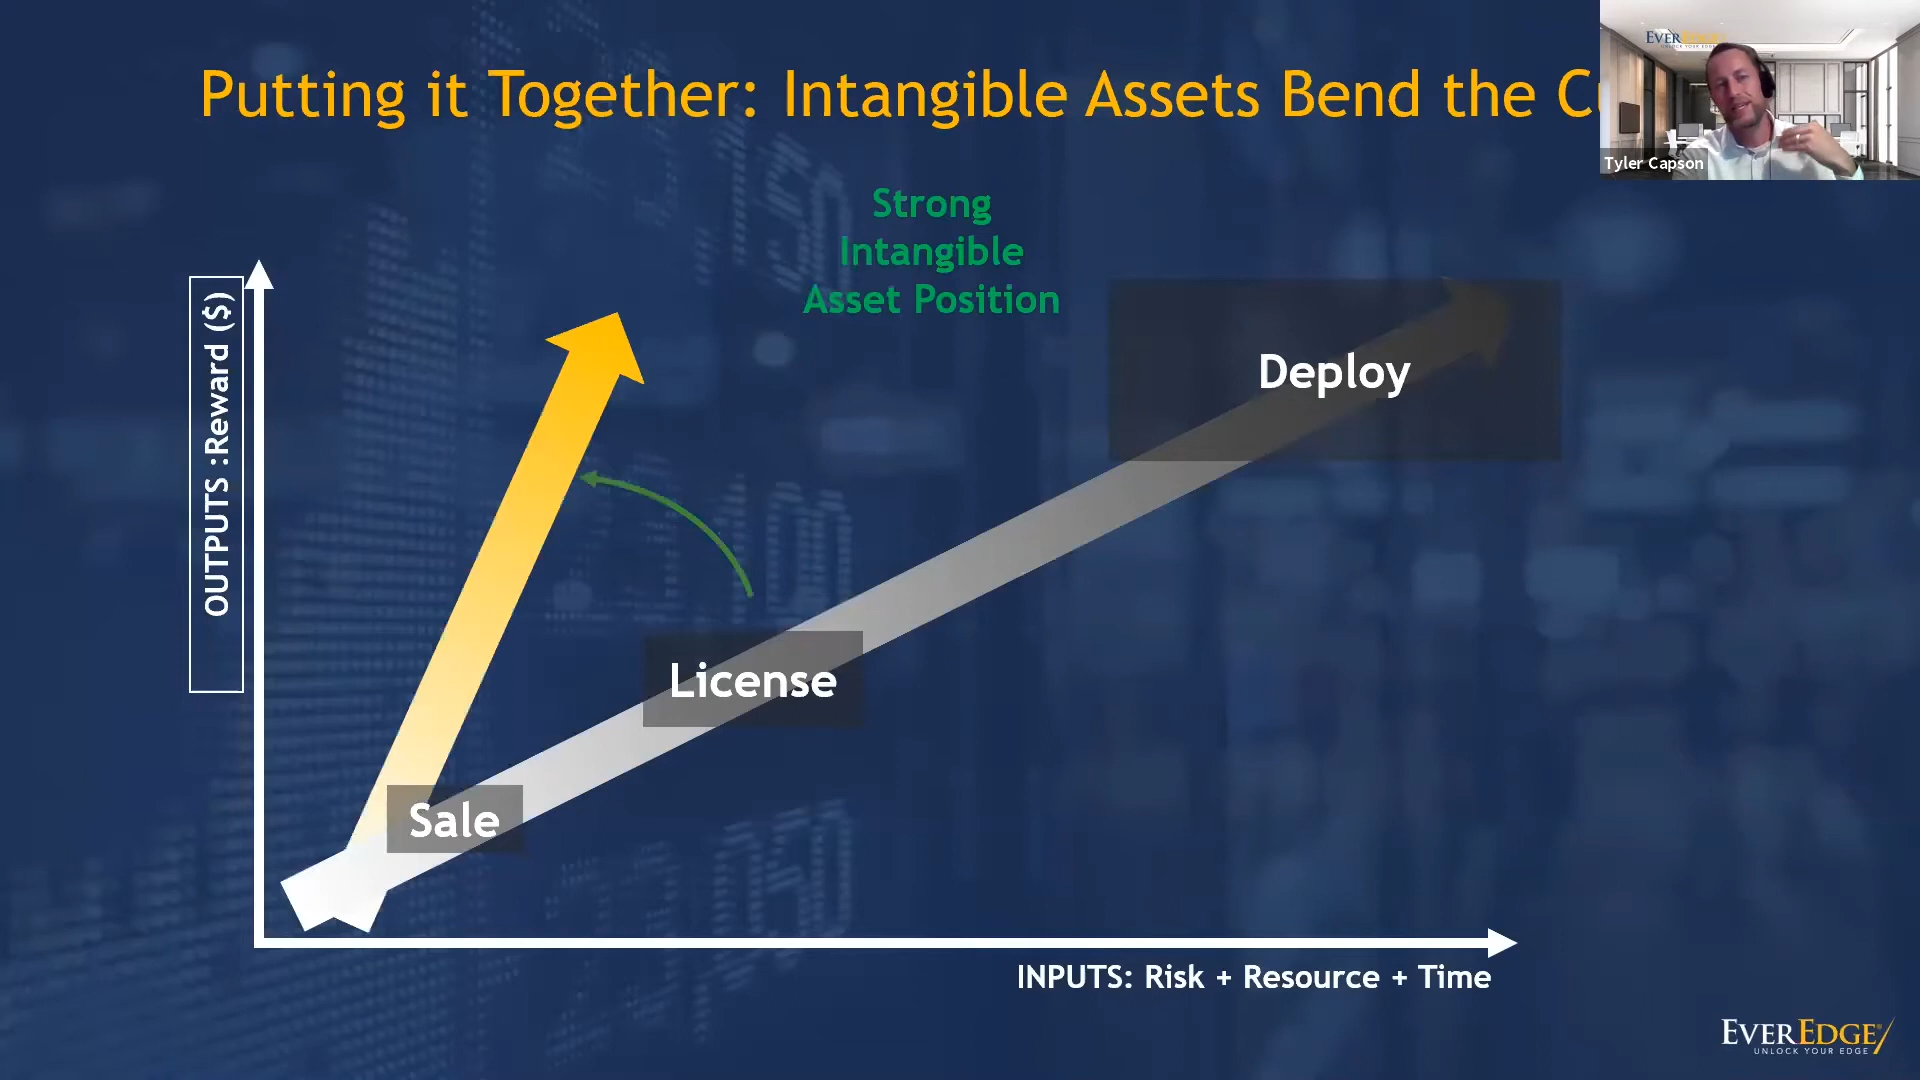 Putting it Together: Intangible Assets Bend the
EVEREDGE
Tyler Capson
Strong
Intangible
Asset Position
OUTPUTS :Reward ($)
Deploy
License
Sale
INPUTS: Risk + Resource + Time
EVEREDGE
UNLOCK YOUR EDGE